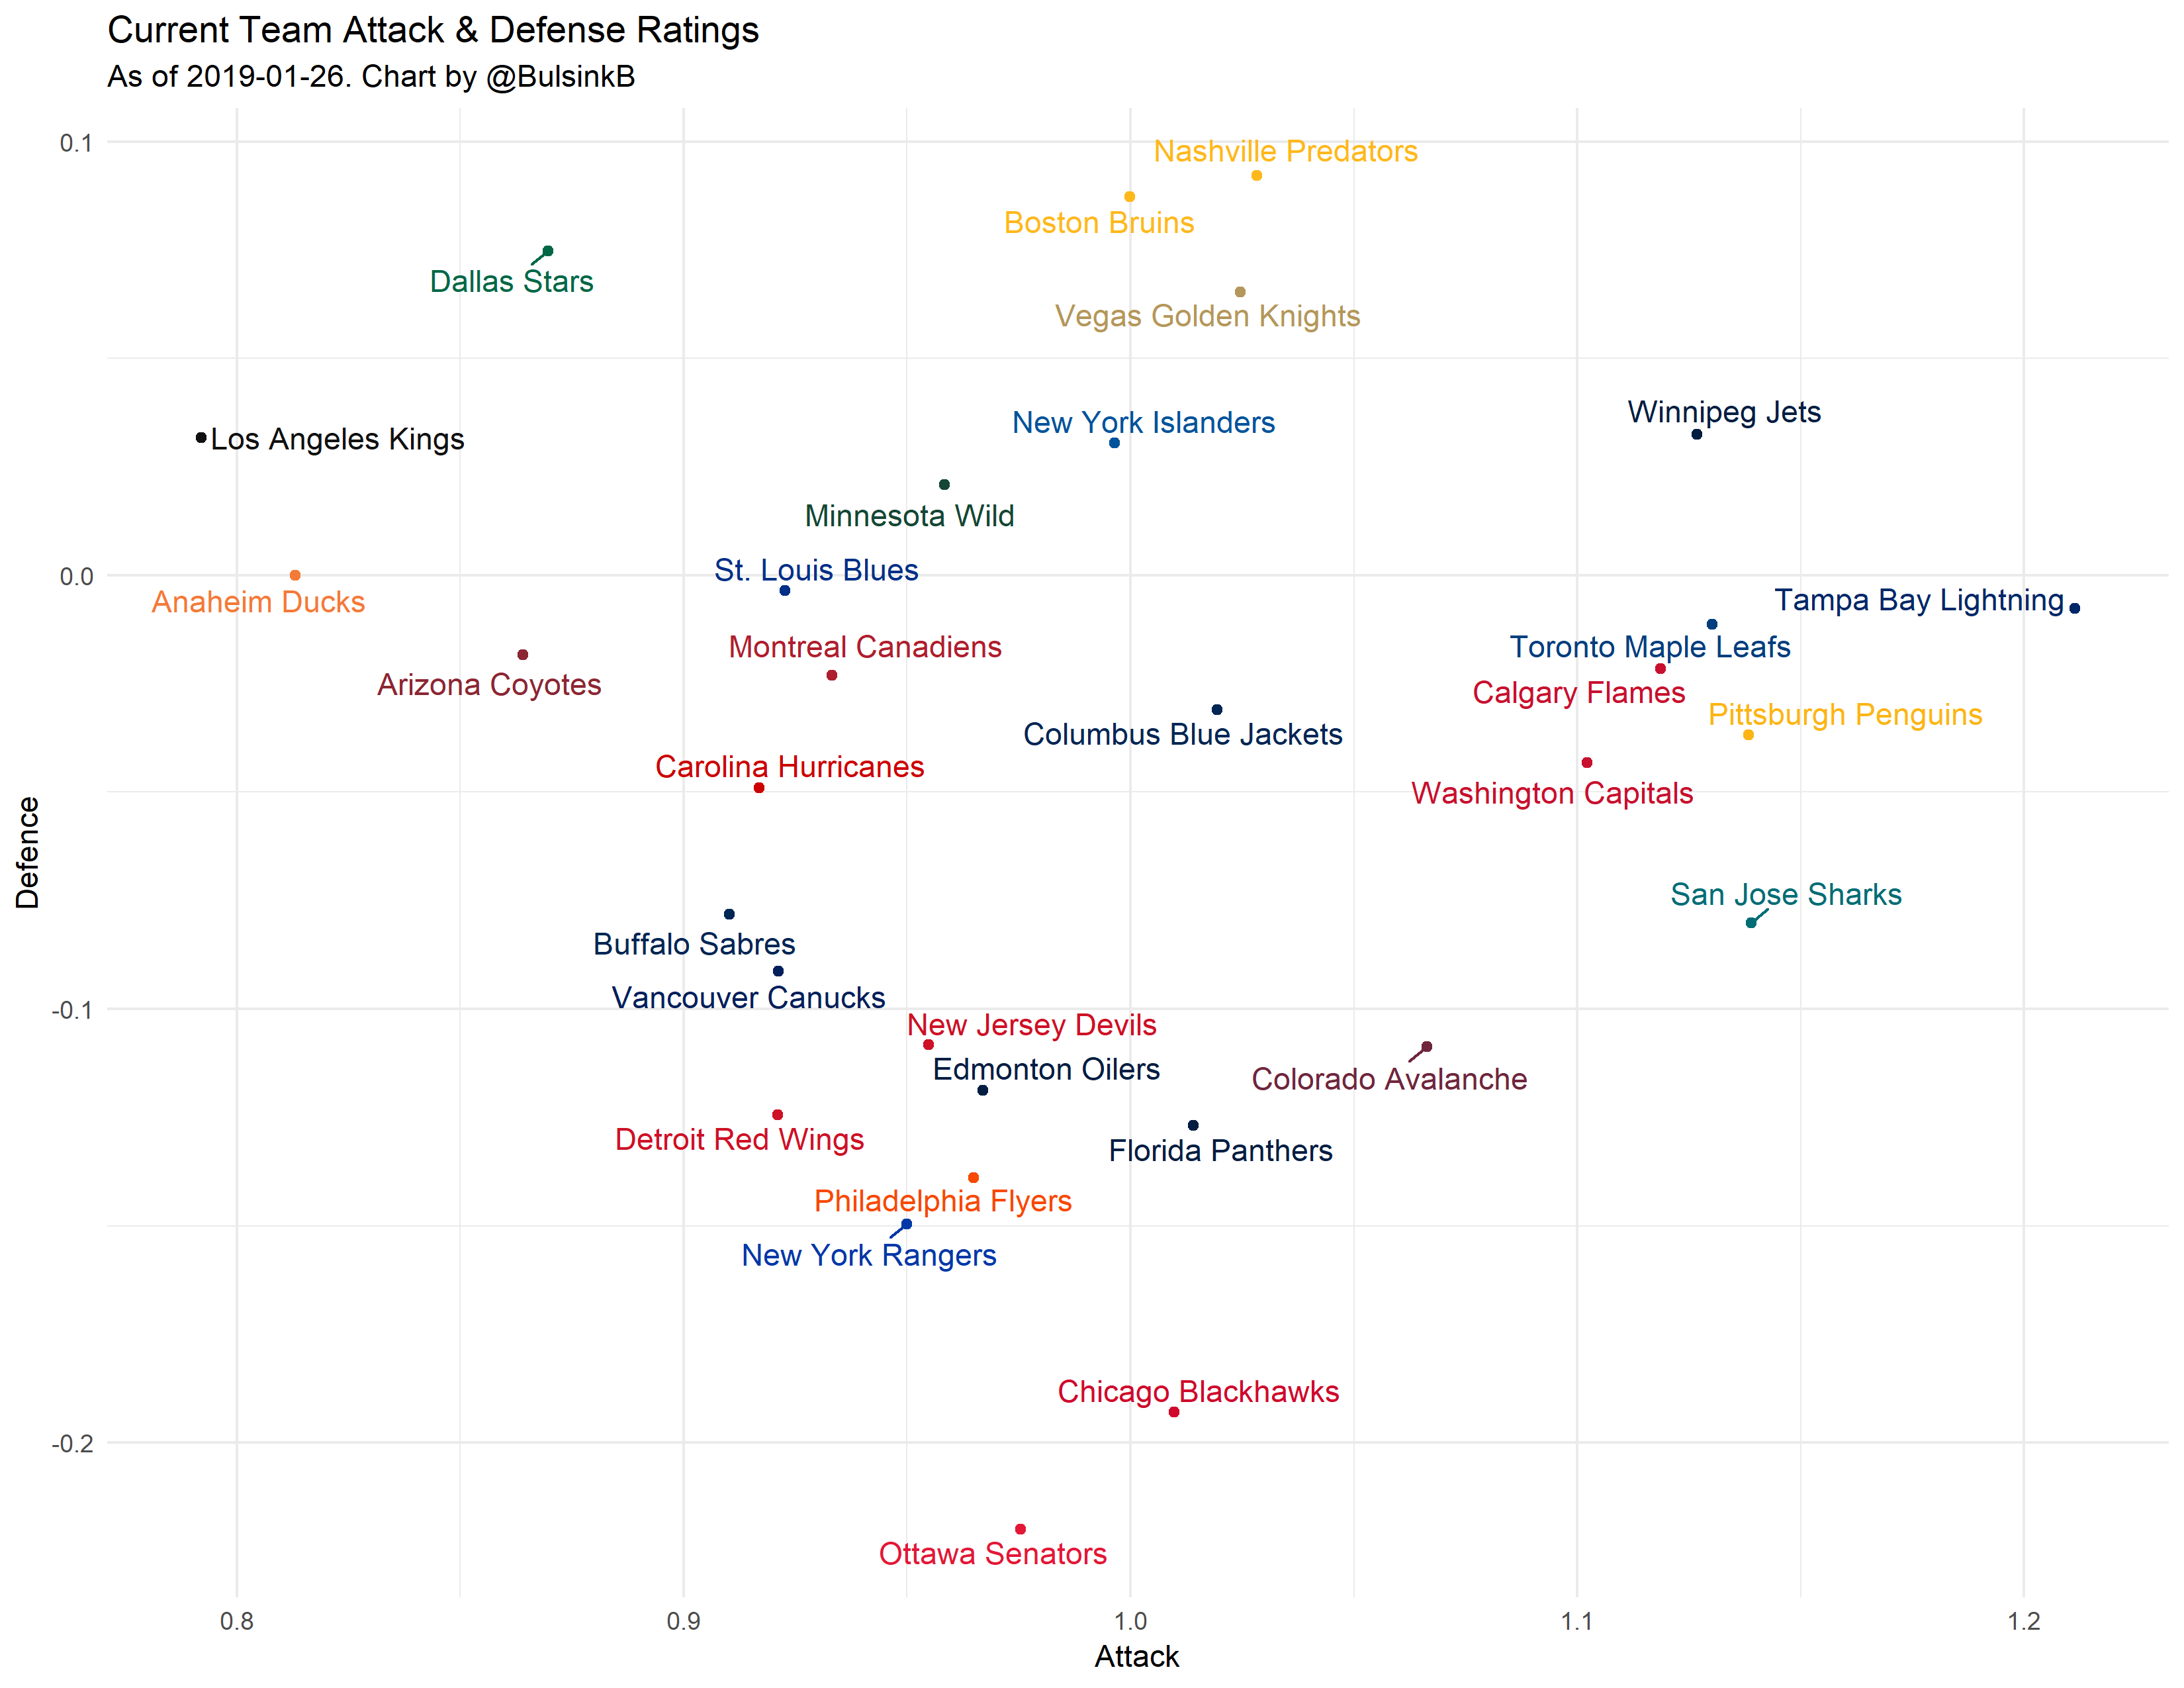 Current Team Attack & Defense Ratings
As of 2019-01-26. Chart by @BulsinkB
0.1
Nashville Predators
Boston Bruins
Dallas Stars
Vegas Golden Knights
Winnipeg Jets
New York Islanders
Los Angeles Kings
Minnesota Wild
St. Louis Blues
0.0
Anaheim Ducks
Tampa Bay Lightning
Toronto Maple Leafs
Montreal Canadiens
Arizona Coyotes
Calgary Flames
Pittsburgh Penguins
Columbus Blue Jackets
Carolina Hurricanes
Washington Capitals
Defence
San Jose Sharks
Buffalo Sabres
Vancouver Canucks
-0.1
New Jersey Devils
Edmonton Oilers
Colorado Avalanche
Detroit Red Wings
Florida Panthers
Philadelphia Flyers
New York Rangers
Chicago Blackhawks
-0.2
Ottawa Senators
0.8
0.9
1.0
1.1
1.2
Attack